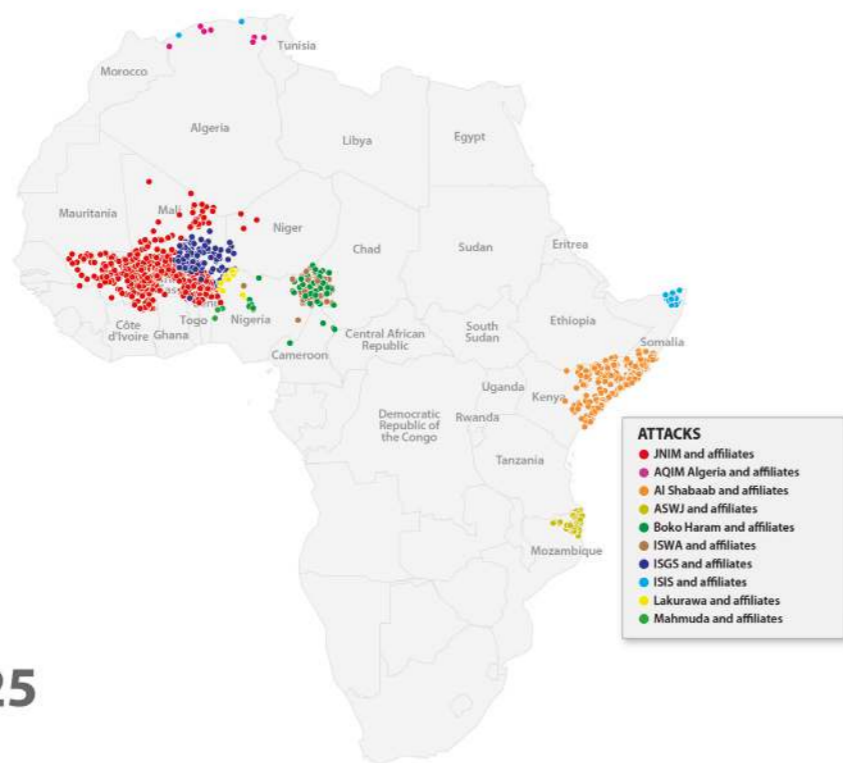 Tunisia
Morocco
Algeria
Libya
Egypt
Mauritania
Mali
Niger
Chad
Sudan
Eritrea
Côte
d'Ivoire
Ghana
Togo
Nigeria
Cameroon
Central African
Republic
South
Sudan
Ethiopia
Somalia
Uganda
Kenya
Rwanda
Democratic
Republic of
the Congo
Tanzania
Mozambique
ATTACKS
JNIM and affiliates
AQIM Algeria and affiliates
Al Shabaab and affiliates
ASWJ and affiliates
Boko Haram and affiliates
ISWA and affiliates
ISGS and affiliates
ISIS and affiliates
Lakurawa and affiliates
Mahmuda and affiliates
25